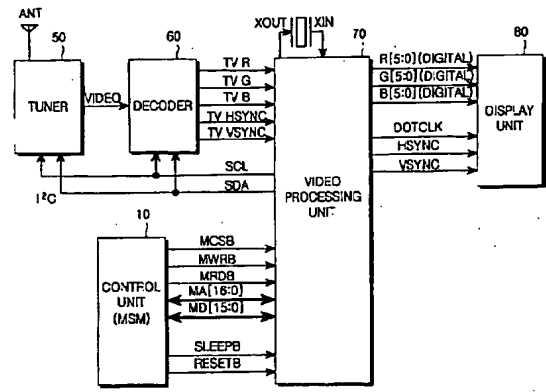 ANT
50
TUNER
VIDEO
60
DECODER
TV R
TV G
TV B
TV HSYNC
TV VSYNC
SCL
SDA
I²C
XOUT
XIN
70
VIDEO
PROCESSING
UNIT
R[5:0](DIGITAL)
G[5:0](DIGITAL)
B[5:0](DIGITAL)
DOTCLK
HSYNC
VSYNC
80
DISPLAY
UNIT
10
CONTROL
UNIT
(MSM)
MCSB
MWRB
MRDB
MA[16:0]
MD[15:0]
SLEEPB
RESETB